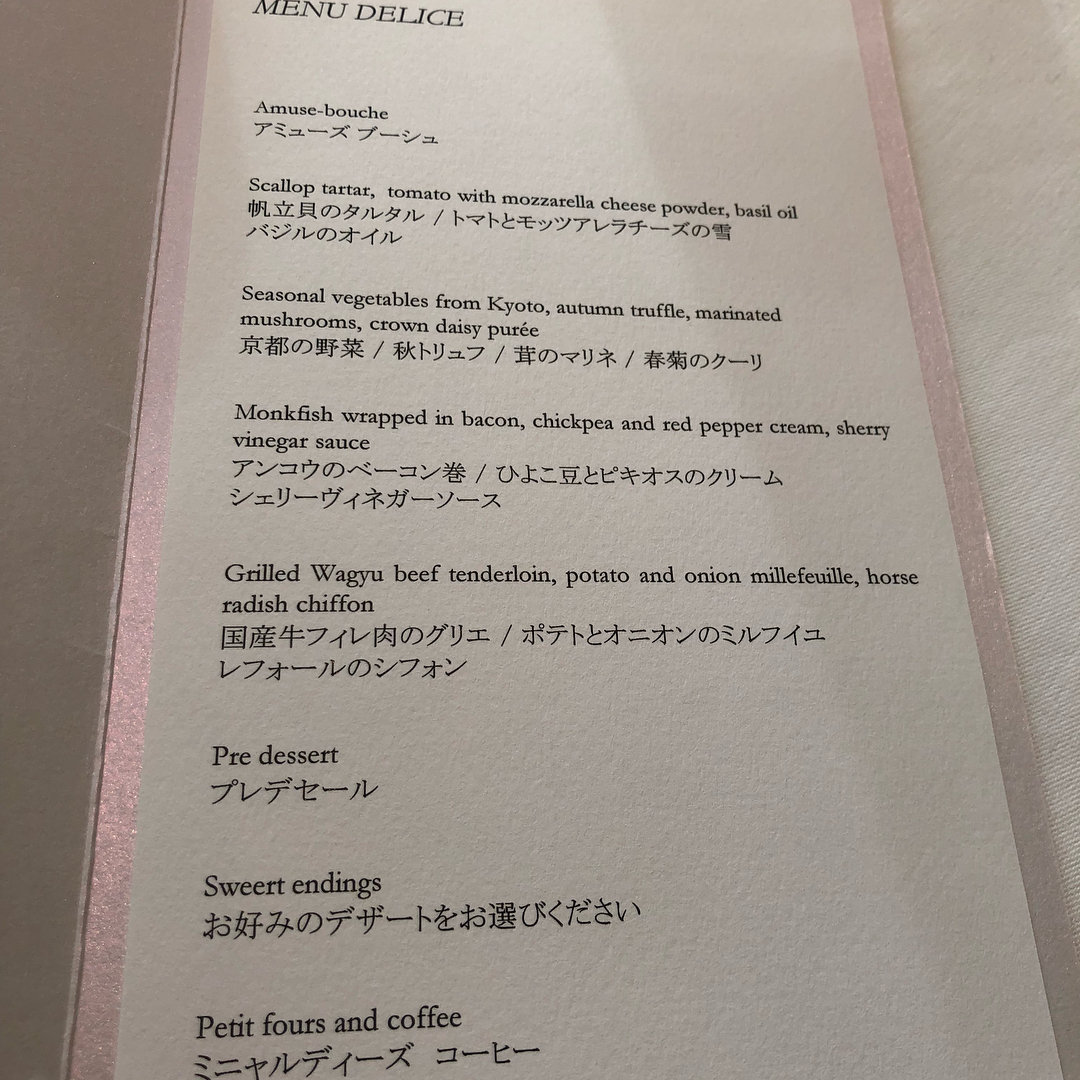 MENU DELICE
Amuse-bouche
アミューズ ブーシュ
Scallop tartar, tomato with mozzarella cheese powder, basil oil
帆立貝のタルタル / トマトとモッツアレラチーズの雪
バジルのオイル
Seasonal vegetables from Kyoto, autumn truffle, marinated
mushrooms, crown daisy purée
京都の野菜 / 秋トリュフ / 茸のマリネ / 春菊のクーリ
Monkfish wrapped in bacon, chickpea and red pepper cream, sherry
vinegar sauce
アンコウのベーコン巻 / ひよこ豆とピキオスのクリーム
シェリーヴィネガーソース
Grilled Wagyu beef tenderloin, potato and onion millefeuille, horse
radish chiffon
国産牛フィレ肉のグリエ / ポテトとオニオンのミルフイユ
レフォールのシフォン
Pre dessert
プレデセール
Sweert endings
お好みのデザートをお選びください
Petit fours and coffee
ミニャルディーズ コーヒー